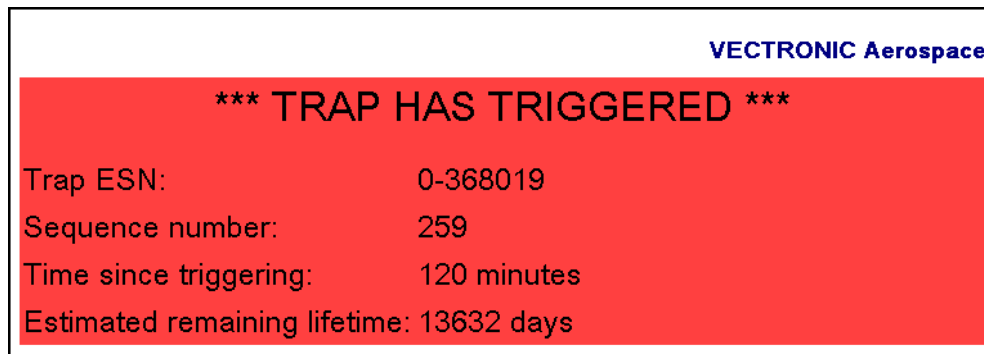 VECTRONIC Aerospace
*** TRAP HAS TRIGGERED ***
Trap ESN: 0-368019
Sequence number: 259
Time since triggering: 120 minutes
Estimated remaining lifetime: 13632 days